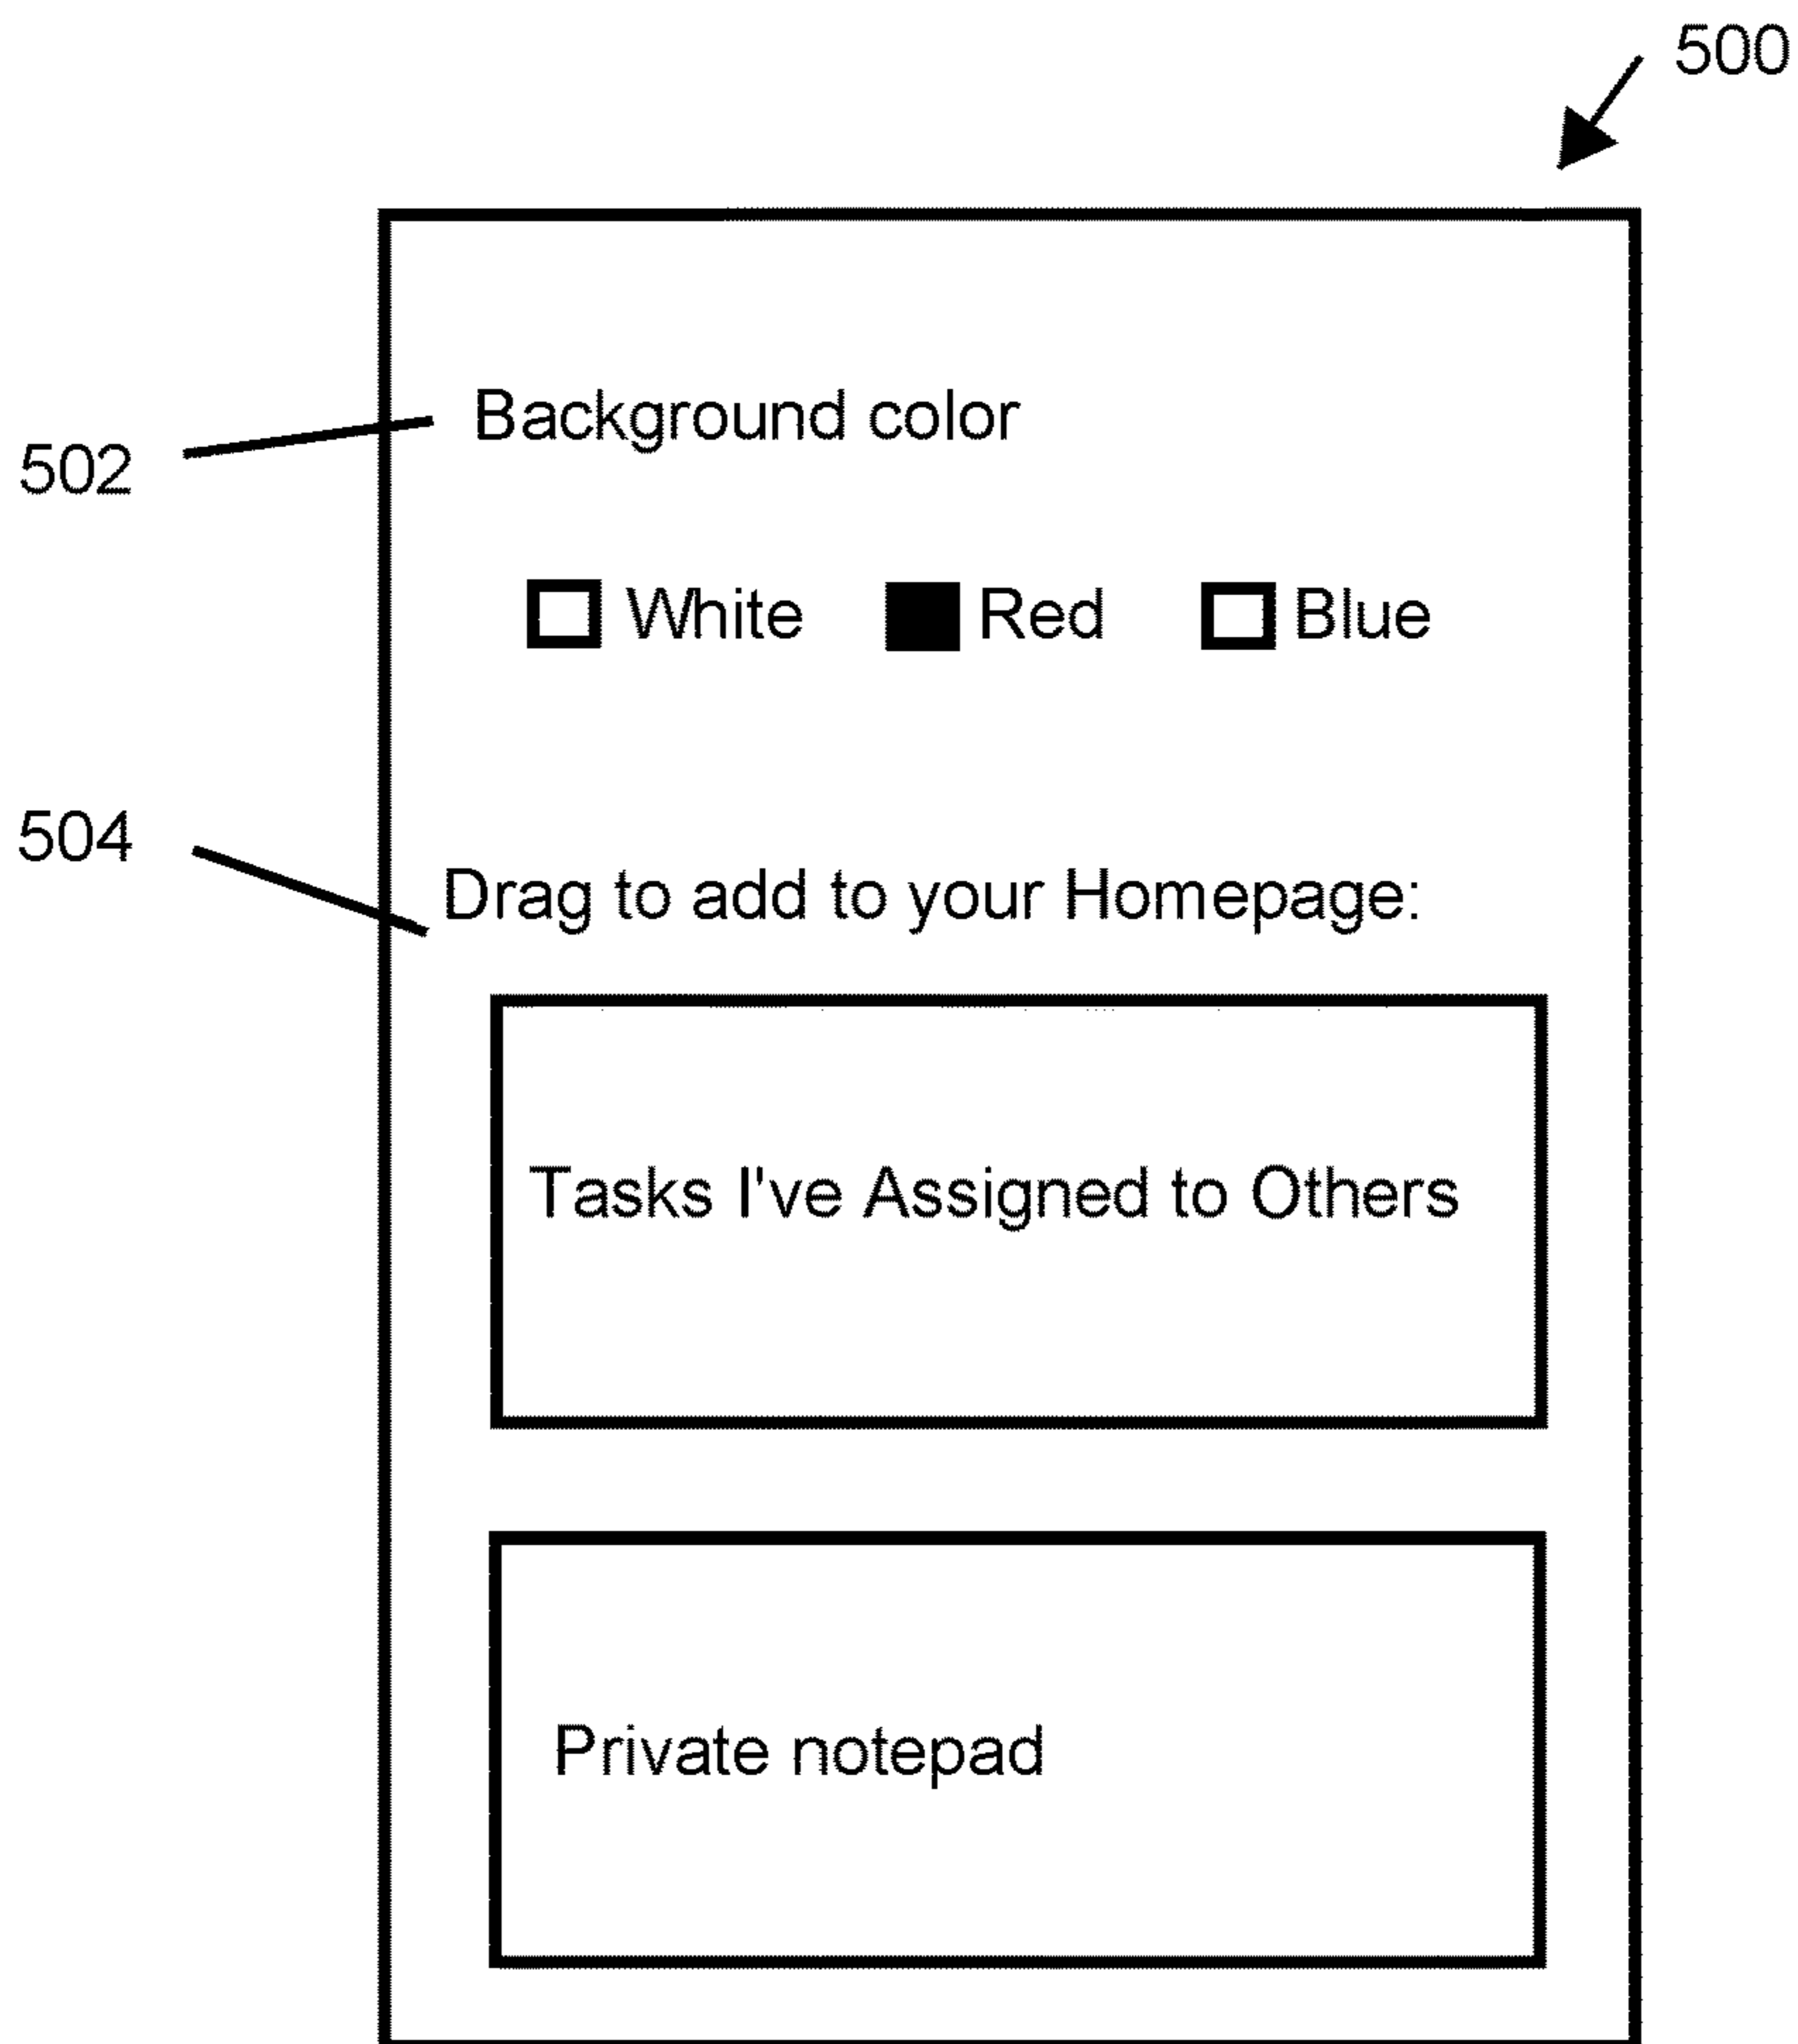 500
Background color
502
White Red Blue
504
Drag to add to your Homepage:
Tasks I've Assigned to Others
Private notepad